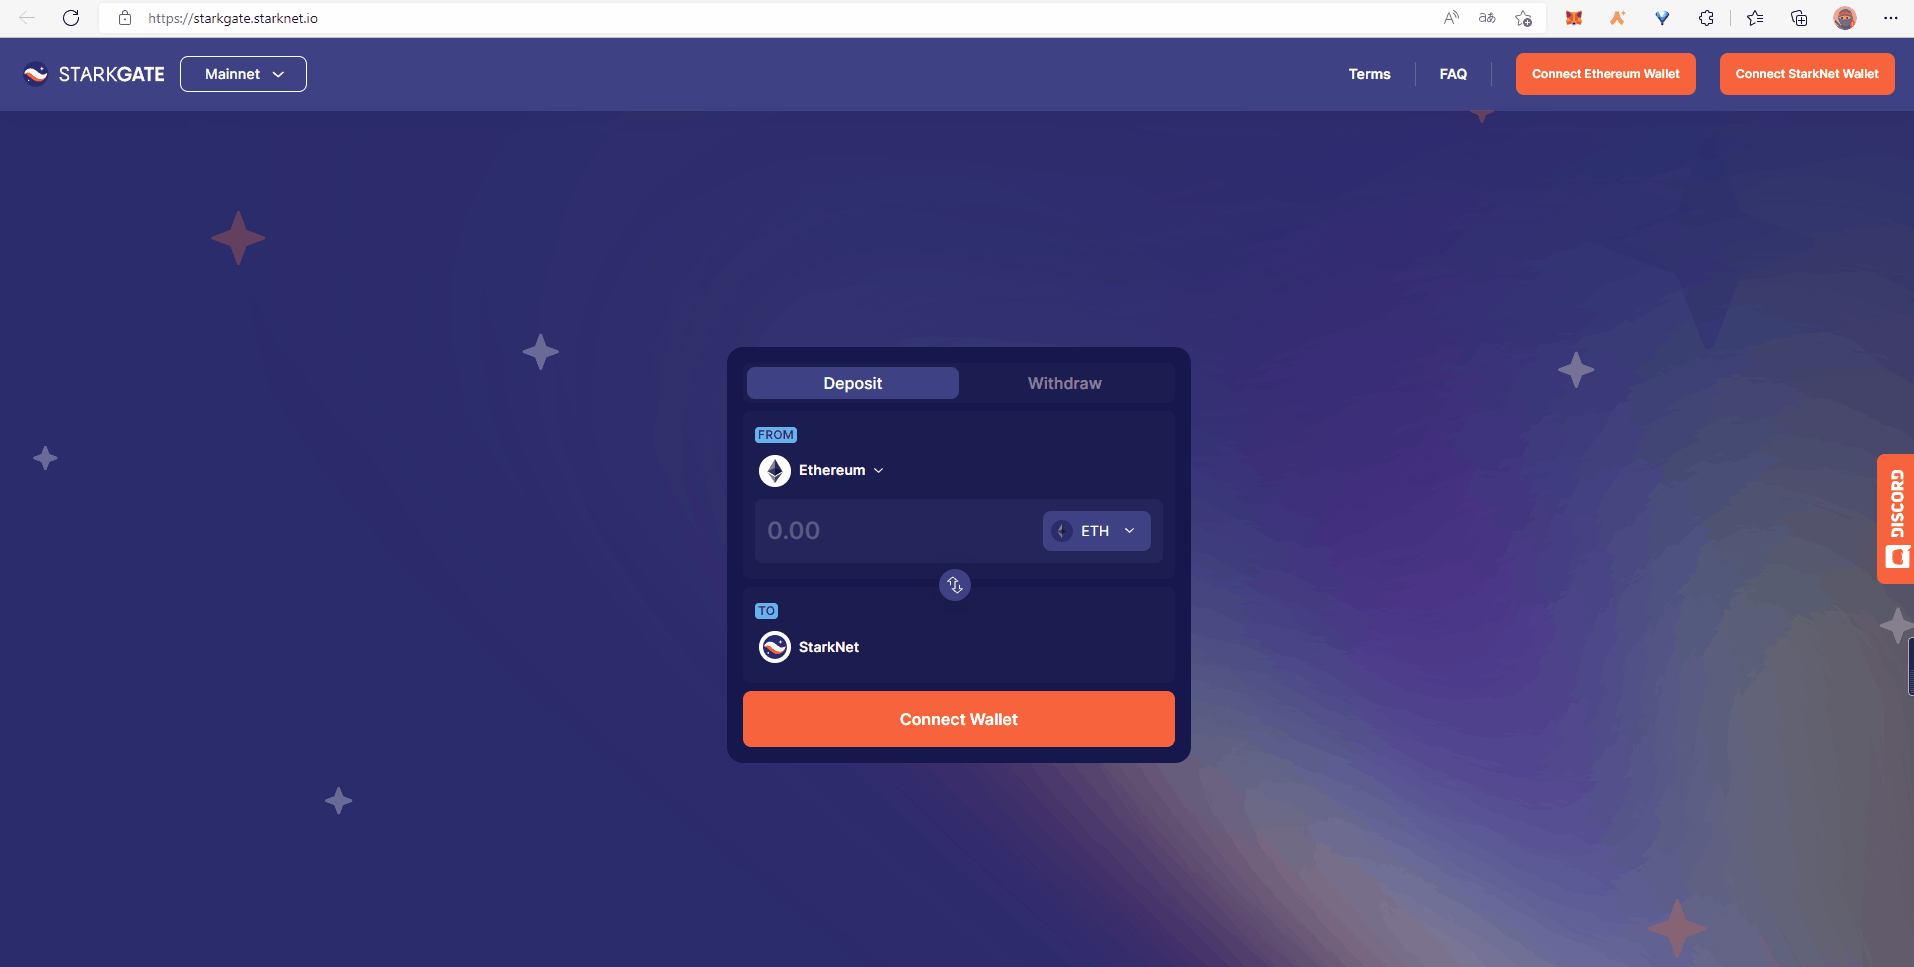 https://starkgate.starknet.io
STARKGATE
Mainnet
Terms
FAQ
Connect Ethereum Wallet
Connect StarkNet Wallet
Deposit
Withdraw
FROM
Ethereum
0.00
ETH
TO
StarkNet
Connect Wallet
DISCORD